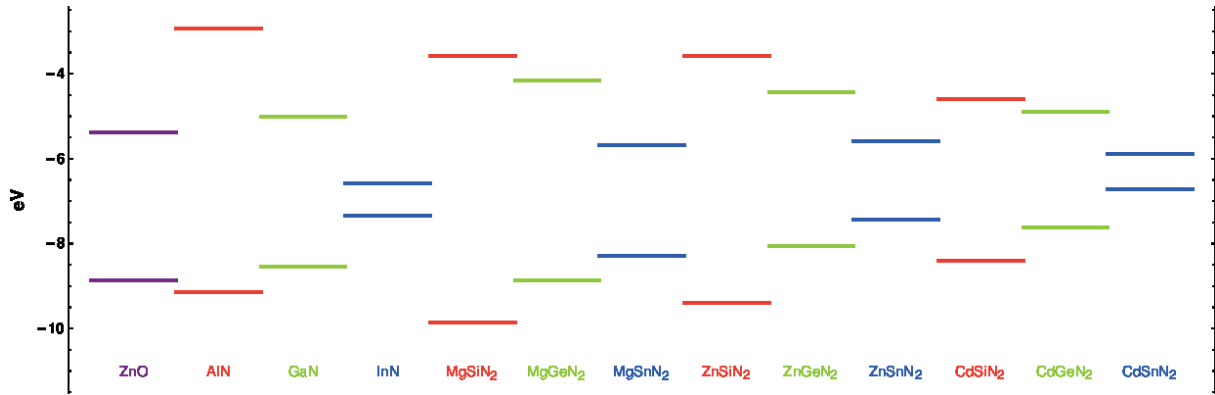 −4
−6
eV
−8
−10
ZnO AlN GaN InN MgSiN₂ MgGeN₂ MgSnN₂ ZnSiN₂ ZnGeN₂ ZnSnN₂ CdSiN₂ CdGeN₂ CdSnN₂